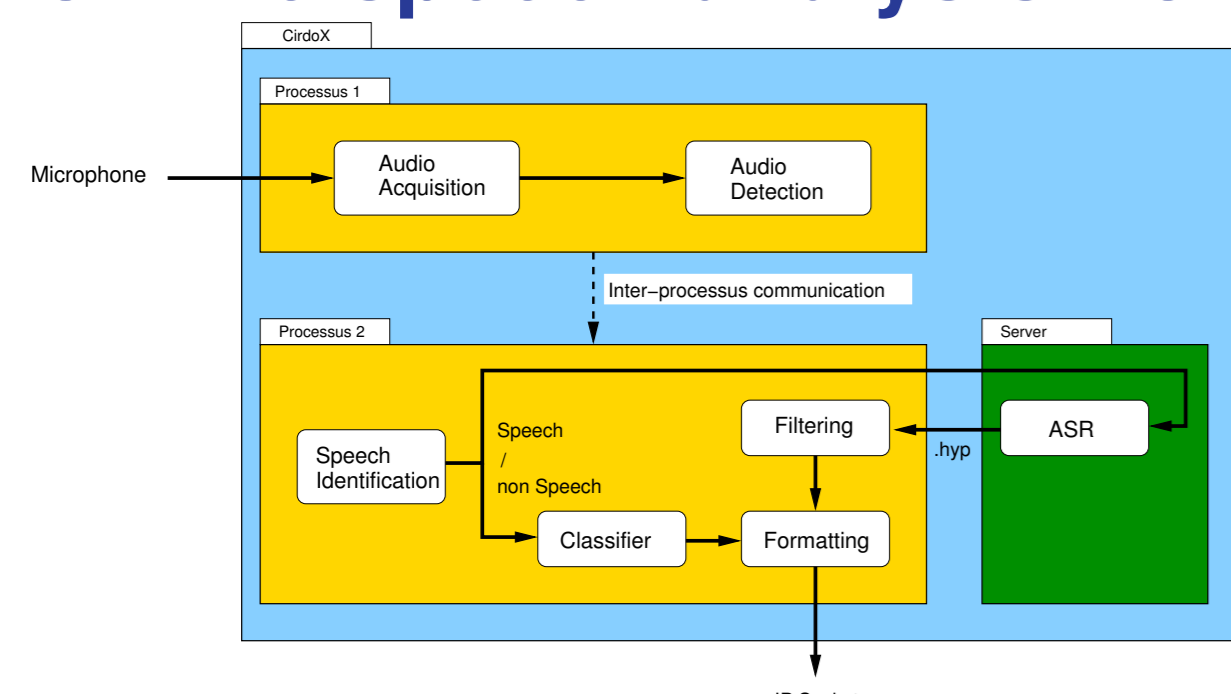 CirdoX
Processus 1
Microphone
Audio
Acquisition
Audio
Detection
Inter−processus communication
Processus 2
Server
Speech
Identification
Speech
/
non Speech
Filtering
.hyp
ASR
Classifier
Formatting